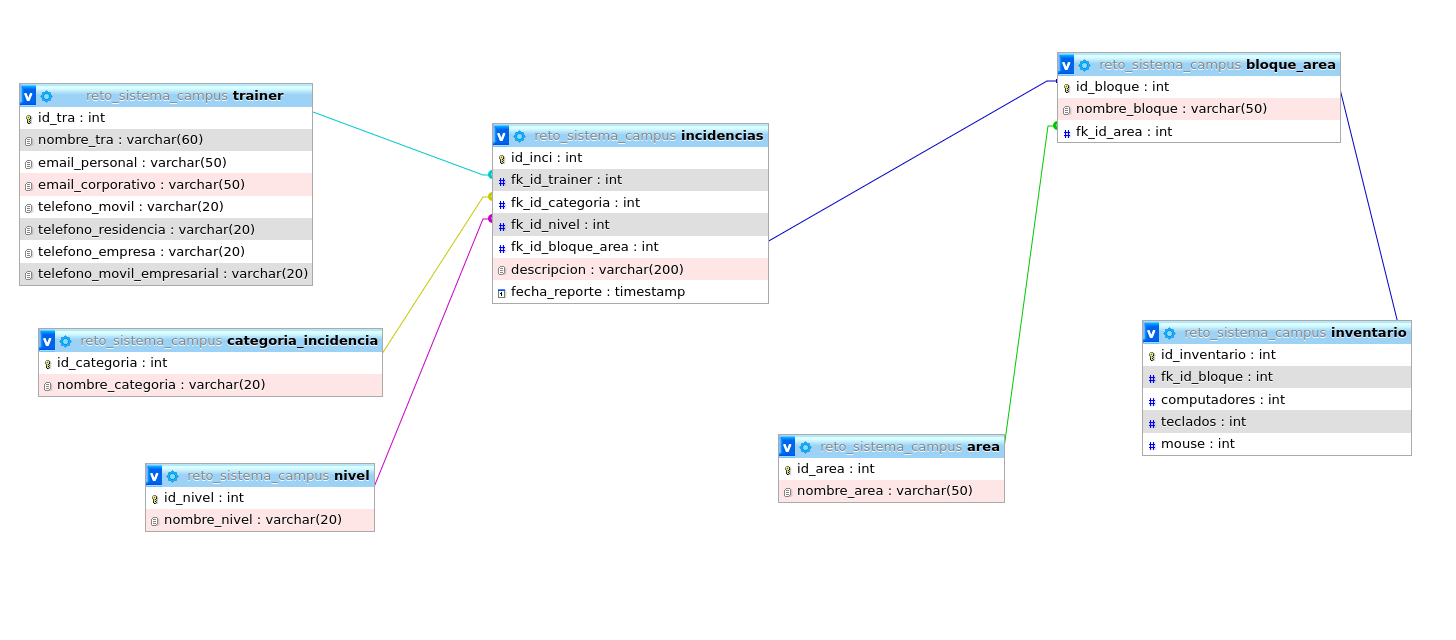 reto_sistema_campus trainer
id_tra : int
nombre_tra : varchar(60)
email_personal : varchar(50)
email_corporativo : varchar(50)
telefono_movil : varchar(20)
telefono_residencia : varchar(20)
telefono_empresa : varchar(20)
telefono_movil_empresarial : varchar(20)
reto_sistema_campus categoria_incidencia
id_categoria : int
nombre_categoria : varchar(20)
reto_sistema_campus nivel
id_nivel : int
nombre_nivel : varchar(20)
reto_sistema_campus incidencias
id_inci : int
fk_id_trainer : int
fk_id_categoria : int
fk_id_nivel : int
fk_id_bloque_area : int
descripcion : varchar(200)
fecha_reporte : timestamp
reto_sistema_campus area
id_area : int
nombre_area : varchar(50)
reto_sistema_campus bloque_area
id_bloque : int
nombre_bloque : varchar(50)
fk_id_area : int
reto_sistema_campus inventario
id_inventario : int
fk_id_bloque : int
computadores : int
teclados : int
mouse : int